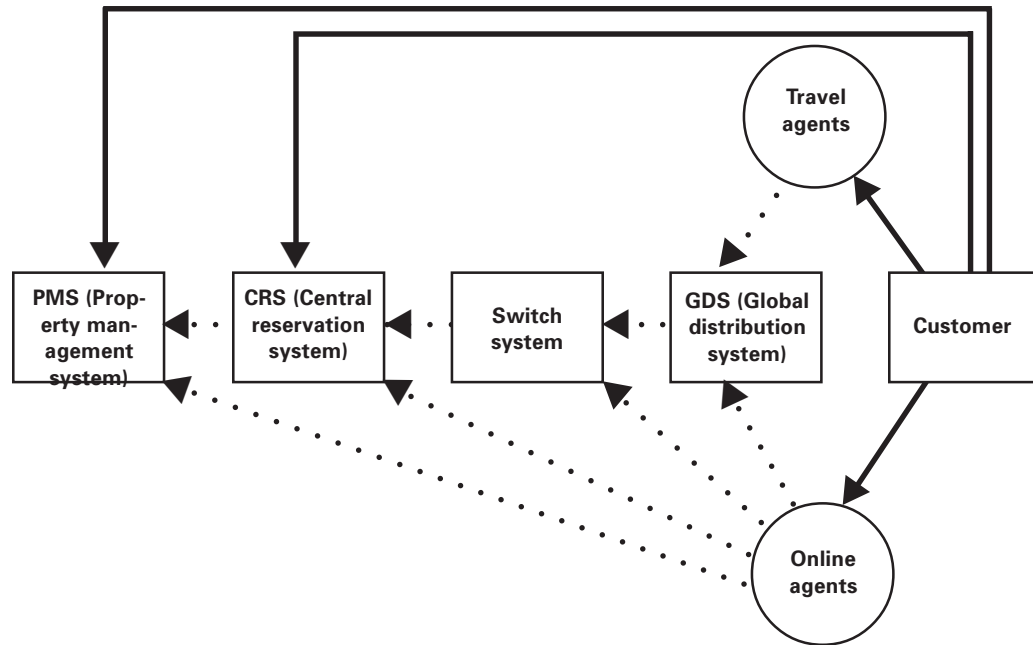 Travel
agents
PMS (Prop-
erty man-
agement
system)
CRS (Central
reservation
system)
Switch
system
GDS (Global
distribution
system)
Customer
Online
agents